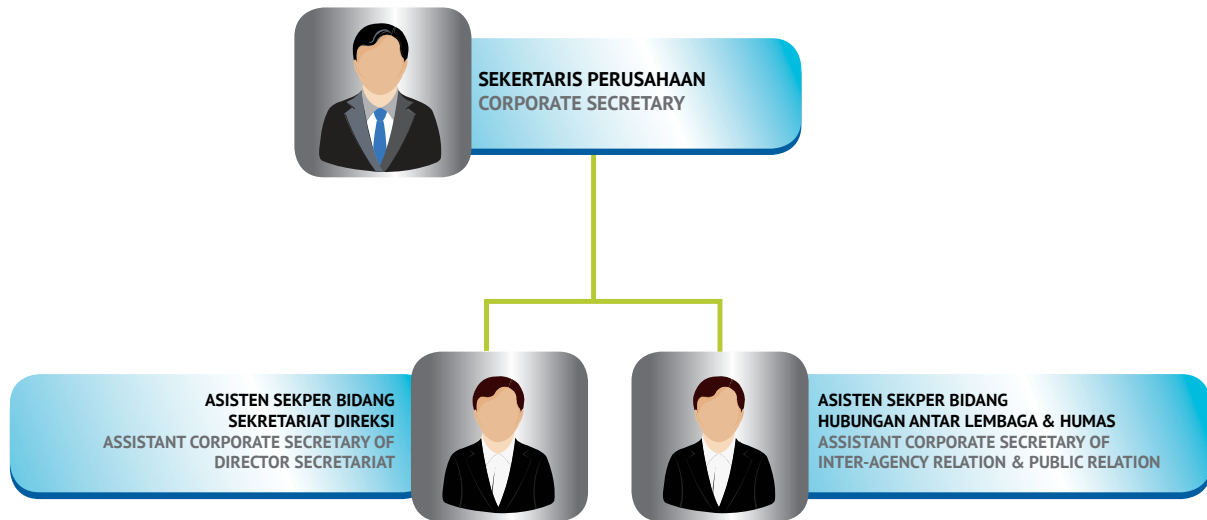 SEKERTARIS PERUSAHAAN
CORPORATE SECRETARY
ASISTEN SEKPER BIDANG
SEKRETARIAT DIREKSI
ASSISTANT CORPORATE SECRETARY OF
DIRECTOR SECRETARIAT
ASISTEN SEKPER BIDANG
HUBUNGAN ANTAR LEMBAGA & HUMAS
ASSISTANT CORPORATE SECRETARY OF
INTER-AGENCY RELATION & PUBLIC RELATION